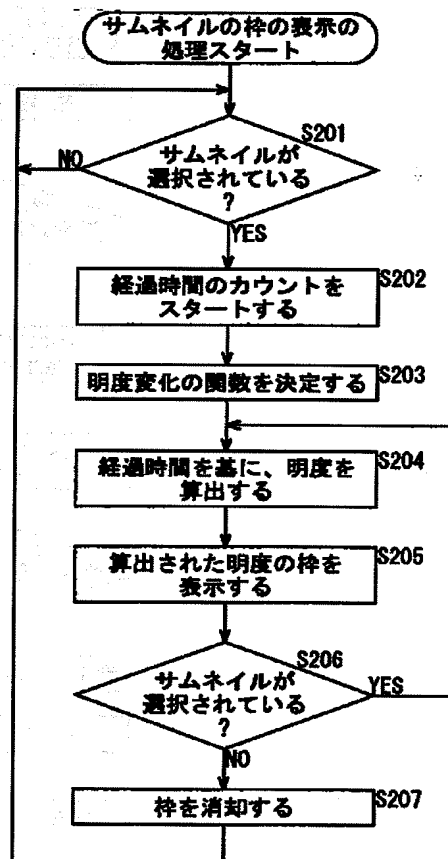 サムネイルの枠の表示の
処理スタート
S201
NO
サムネイルが
選択されている
?
YES
経過時間のカウントを
スタートする
S202
明度変化の関数を決定する
S203
経過時間を基に、明度を
算出する
S204
算出された明度の枠を
表示する
S205
S206
サムネイルが
選択されている
?
YES
NO
枠を消却する
S207